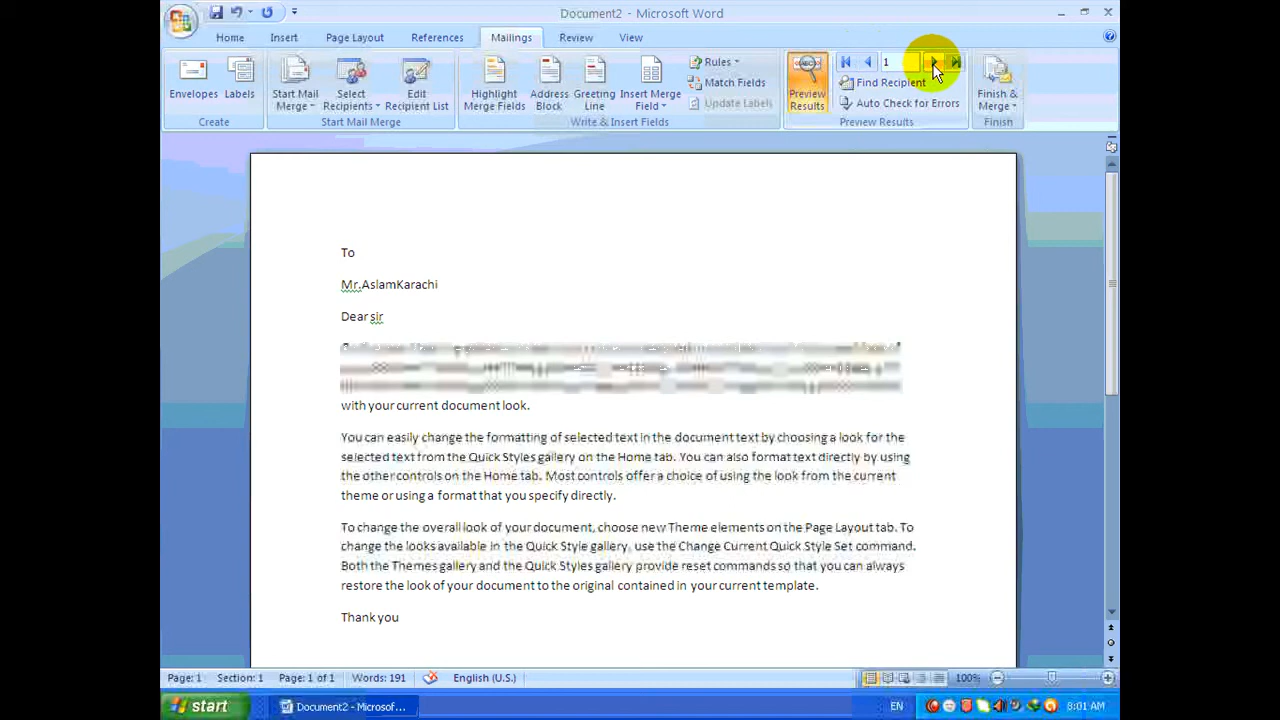 Document2 - Microsoft Word
Home Insert Page Layout References Mailings Review View
Envelopes Labels Start Mail Merge Select Recipients Edit Recipient List Highlight Merge Fields Address Block Greeting Line Insert Merge Field Rules Match Fields Update Labels Preview Results 1 Find Recipient Auto Check for Errors Finish & Merge
Create Start Mail Merge Write & Insert Fields Preview Results Finish
To
Mr.AslamKarachi
Dear sir
with your current document look.
You can easily change the formatting of selected text in the document text by choosing a look for the
selected text from the Quick Styles gallery on the Home tab. You can also format text directly by using
the other controls on the Home tab. Most controls offer a choice of using the look from the current
theme or using a format that you specify directly.
To change the overall look of your document, choose new Theme elements on the Page Layout tab. To
change the looks available in the Quick Style gallery, use the Change Current Quick Style Set command.
Both the Themes gallery and the Quick Styles gallery provide reset commands so that you can always
restore the look of your document to the original contained in your current template.
Thank you
Page: 1 Section: 1 Page: 1 of 1 Words: 191 English (U.S.) 100%
start Document2 - Microsof... EN 8:01 AM